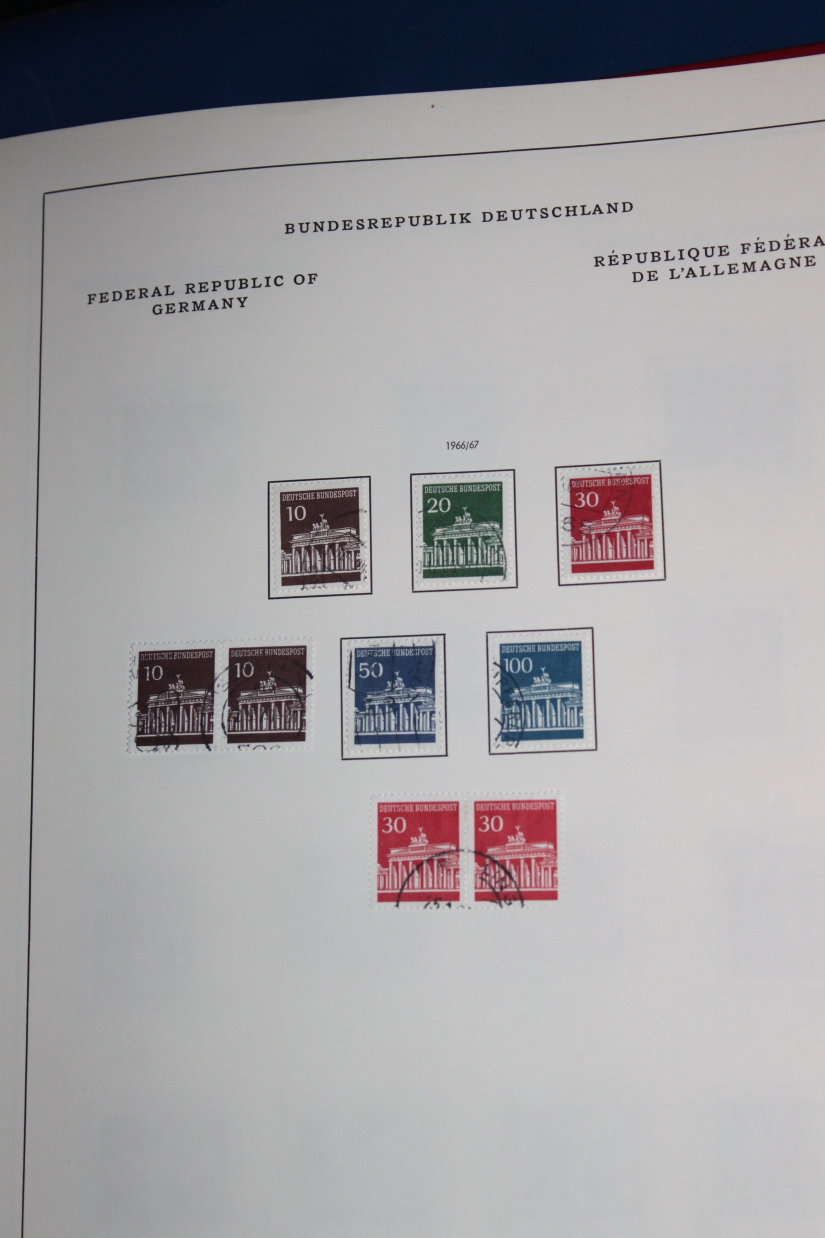 BUNDESREPUBLIK DEUTSCHLAND
FEDERAL REPUBLIC OF
GERMANY
RÉPUBLIQUE FÉDÉRA
DE L'ALLEMAGNE
1966/67
DEUTSCHE BUNDESPOST
10
DEUTSCHE BUNDESPOST
20
DEUTSCHE BUNDESPOST
30
DEUTSCHE BUNDESPOST
10
DEUTSCHE BUNDESPOST
10
DEUTSCHE BUNDESPOST
50
DEUTSCHE BUNDESPOST
100
DEUTSCHE BUNDESPOST
30
DEUTSCHE BUNDESPOST
30